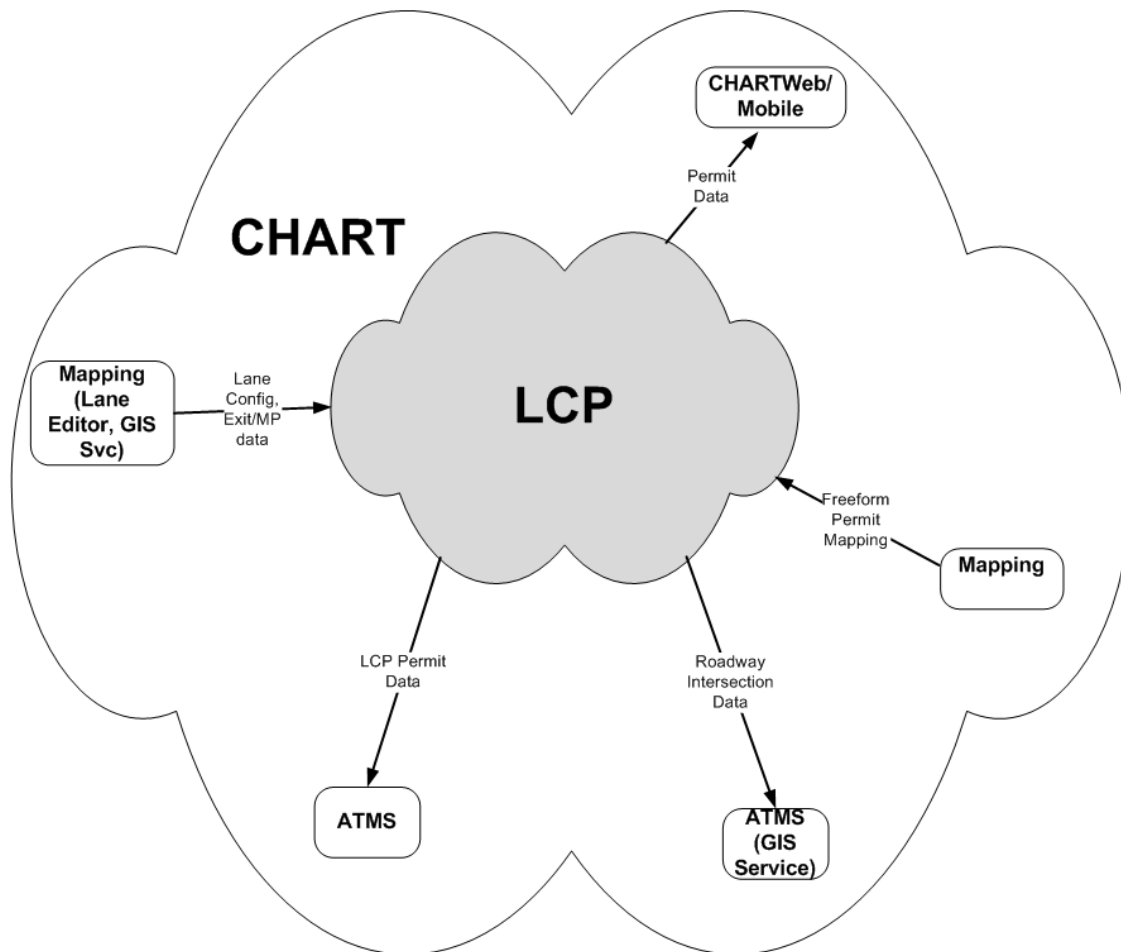 CHARTWeb/
Mobile
Permit
Data
CHART
Mapping
(Lane
Editor, GIS
Svc)
Lane
Config,
Exit/MP
data
LCP
Freeform
Permit
Mapping
Mapping
LCP Permit
Data
Roadway
Intersection
Data
ATMS
ATMS
(GIS
Service)